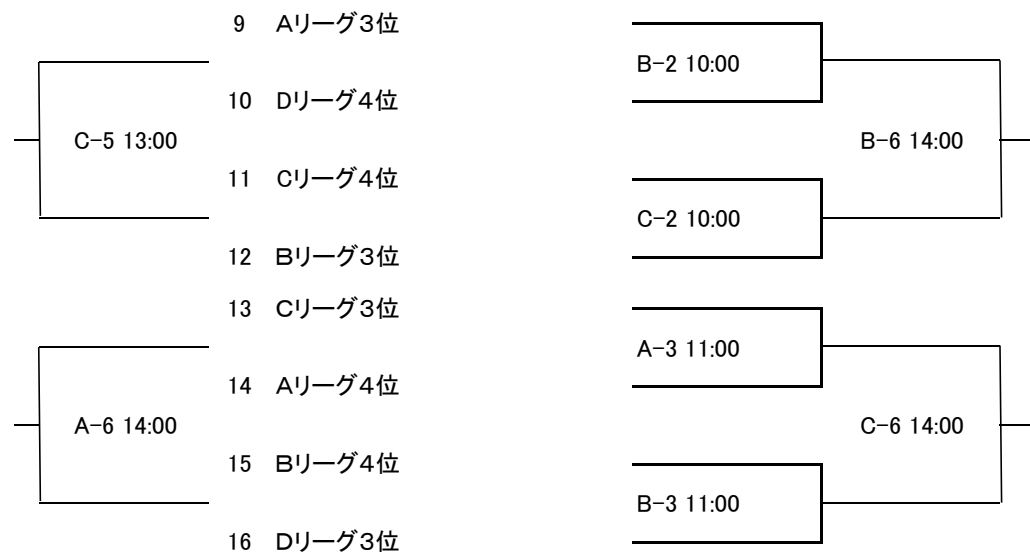 9 Aリーグ3位
B-2 10:00
10 Dリーグ4位
C-5 13:00
B-6 14:00
11 Cリーグ4位
C-2 10:00
12 Bリーグ3位
13 Cリーグ3位
A-3 11:00
14 Aリーグ4位
A-6 14:00
C-6 14:00
15 Bリーグ4位
B-3 11:00
16 Dリーグ3位